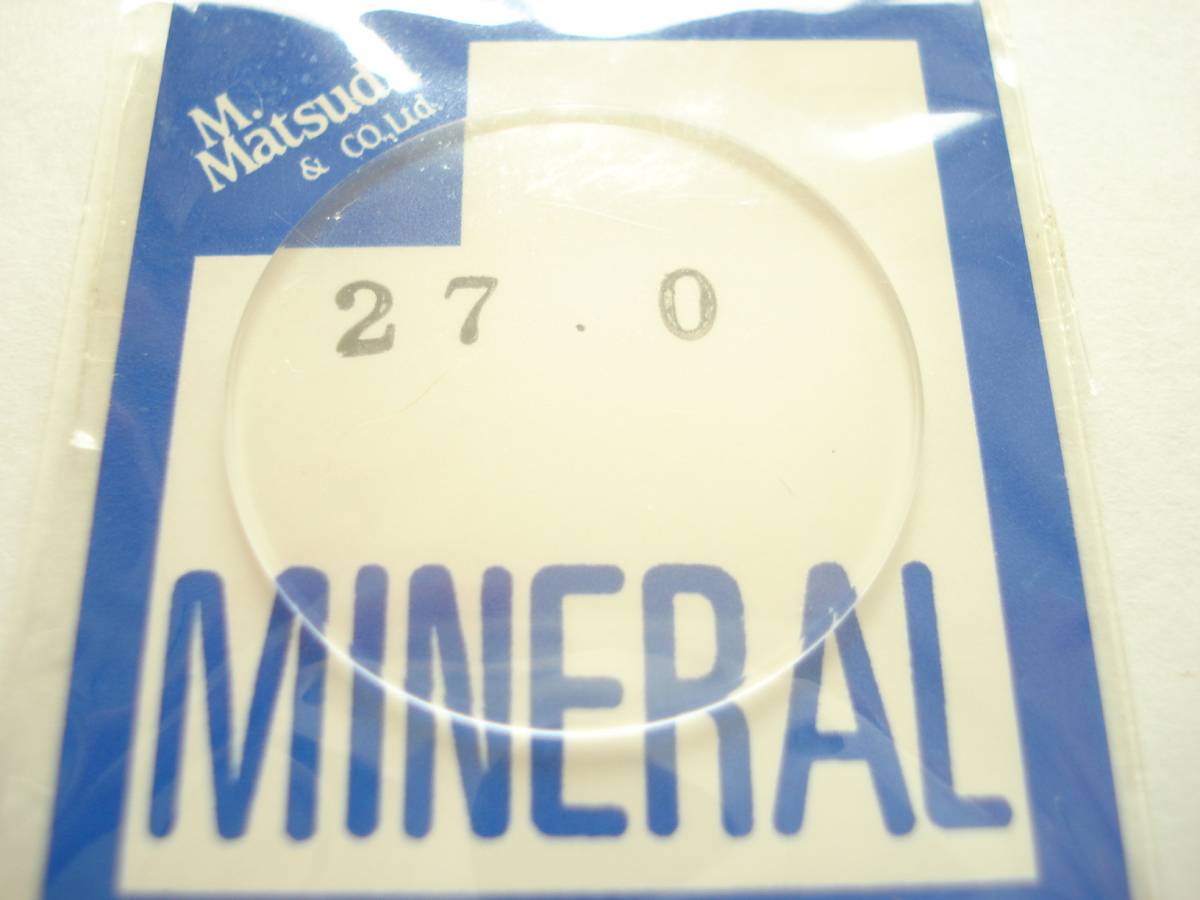 M.
Matsuda
& CO.,Ltd.
27.0
MINERAL